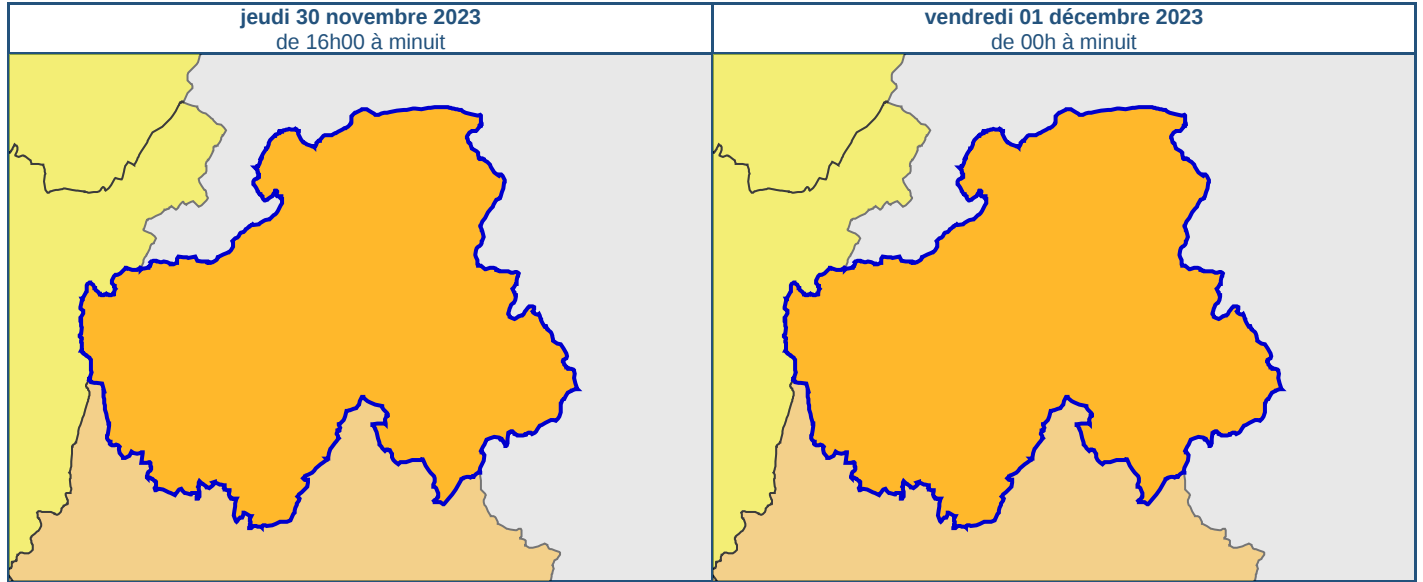 jeudi 30 novembre 2023
de 16h00 à minuit
vendredi 01 décembre 2023
de 00h à minuit